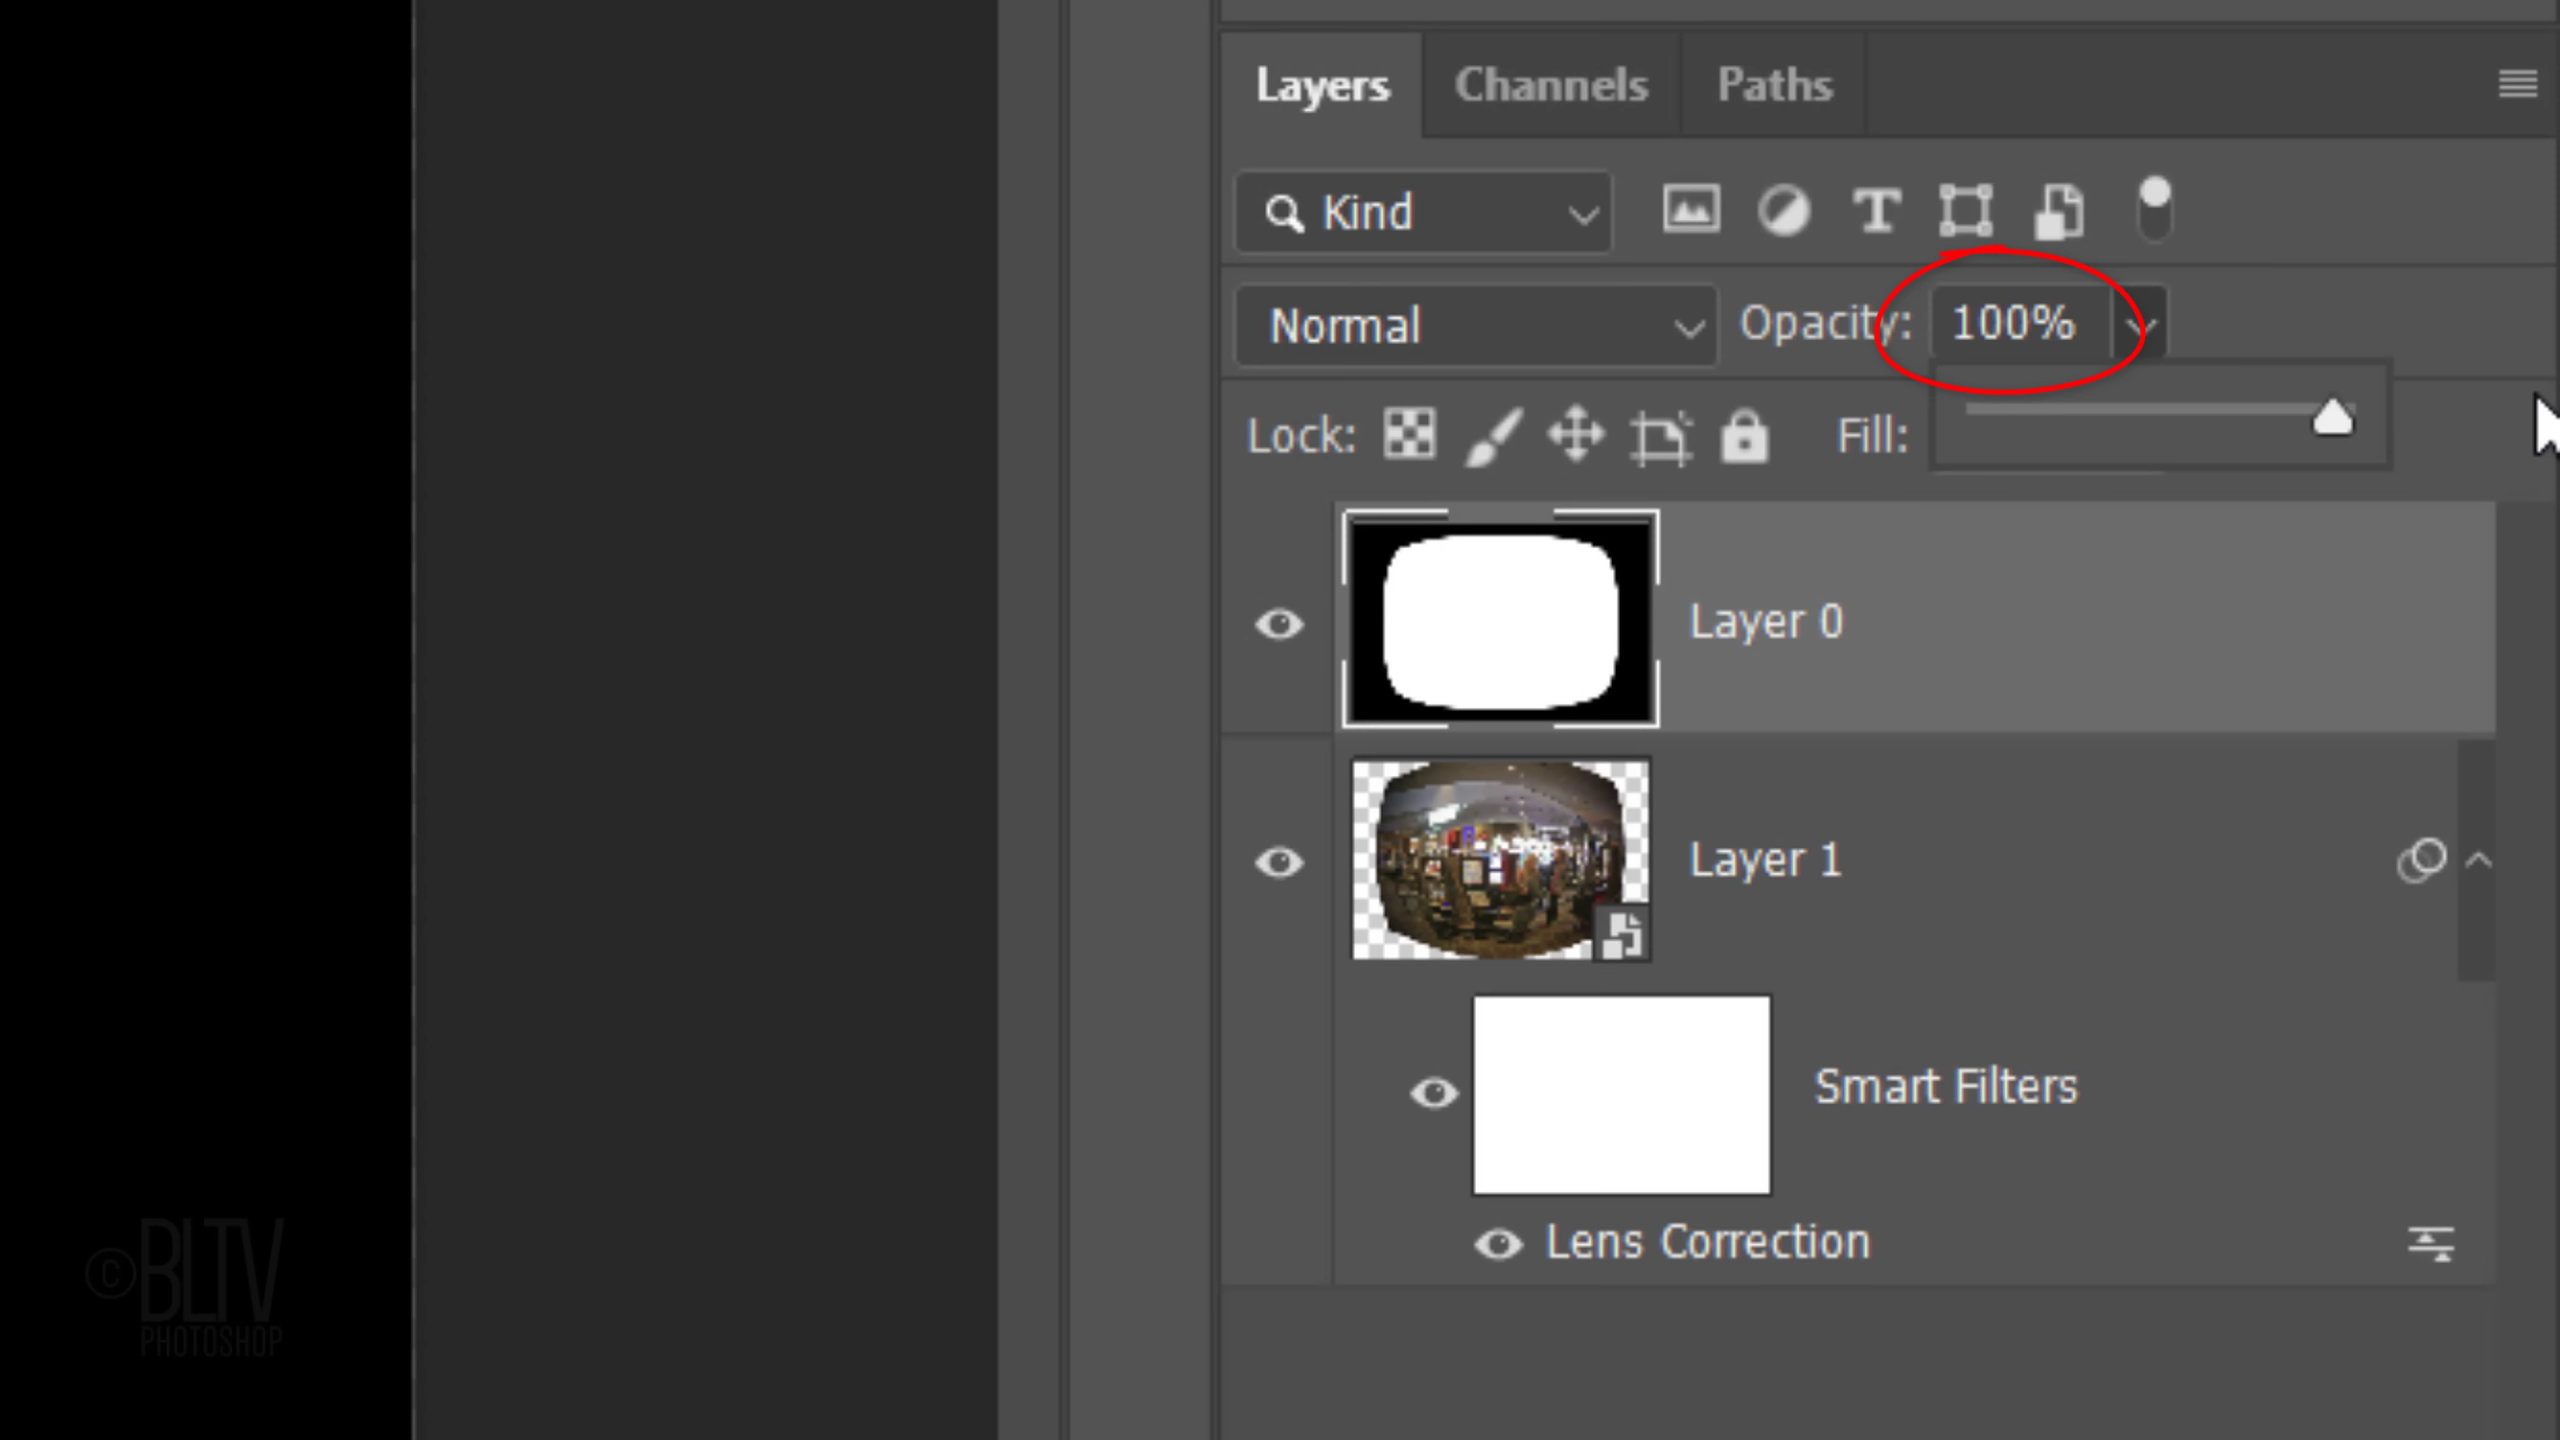 Layers Channels Paths
Kind
Normal Opacity: 100%
Lock: Fill:
Layer 0
Layer 1
Smart Filters
Lens Correction
©BLTV
PHOTOSHOP